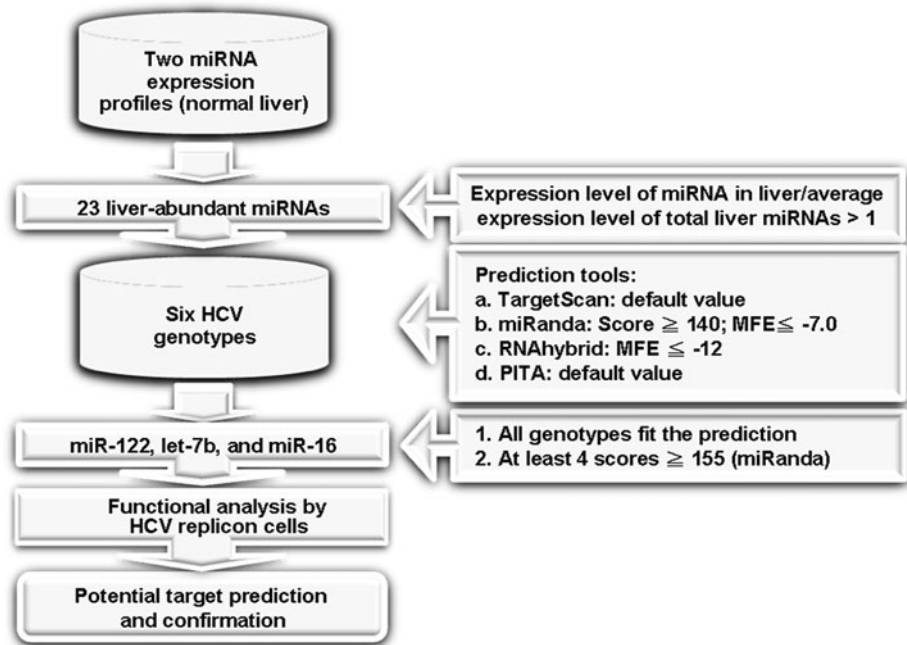 Two miRNA
expression
profiles (normal liver)
23 liver-abundant miRNAs
Expression level of miRNA in liver/average
expression level of total liver miRNAs > 1
Six HCV
genotypes
Prediction tools:
a. TargetScan: default value
b. miRanda: Score ≧ 140; MFE≦ -7.0
c. RNAhybrid: MFE ≦ -12
d. PITA: default value
miR-122, let-7b, and miR-16
1. All genotypes fit the prediction
2. At least 4 scores ≧ 155 (miRanda)
Functional analysis by
HCV replicon cells
Potential target prediction
and confirmation